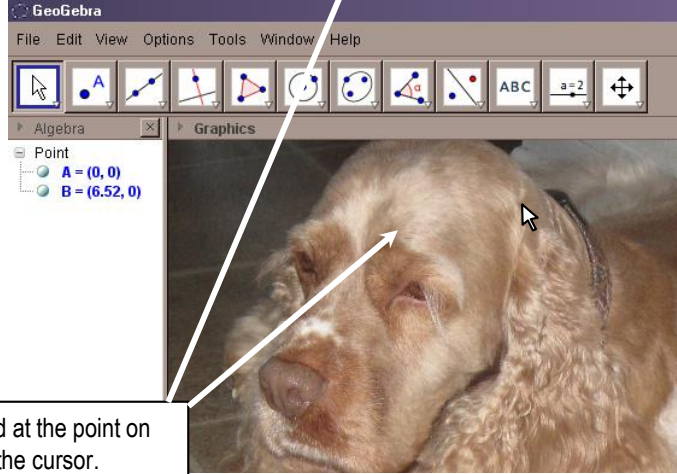 GeoGebra
File Edit View Options Tools Window Help
A α ABC a=2
Algebra Graphics
Point
A = (0, 0)
B = (6.52, 0)
at the point on
the cursor.